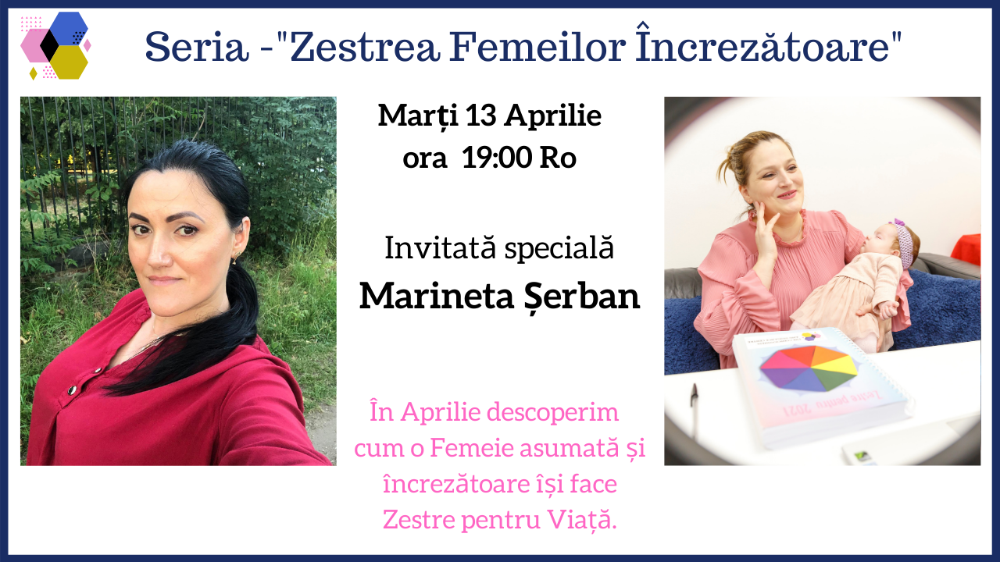 Seria -"Zestrea Femeilor Încrezătoare"
Marți 13 Aprilie
ora 19:00 Ro
Invitată specială
Marineta Șerban
În Aprilie descoperim
cum o Femeie asumată și
încrezătoare își face
Zestre pentru Viață.
Zestre pentru 2021